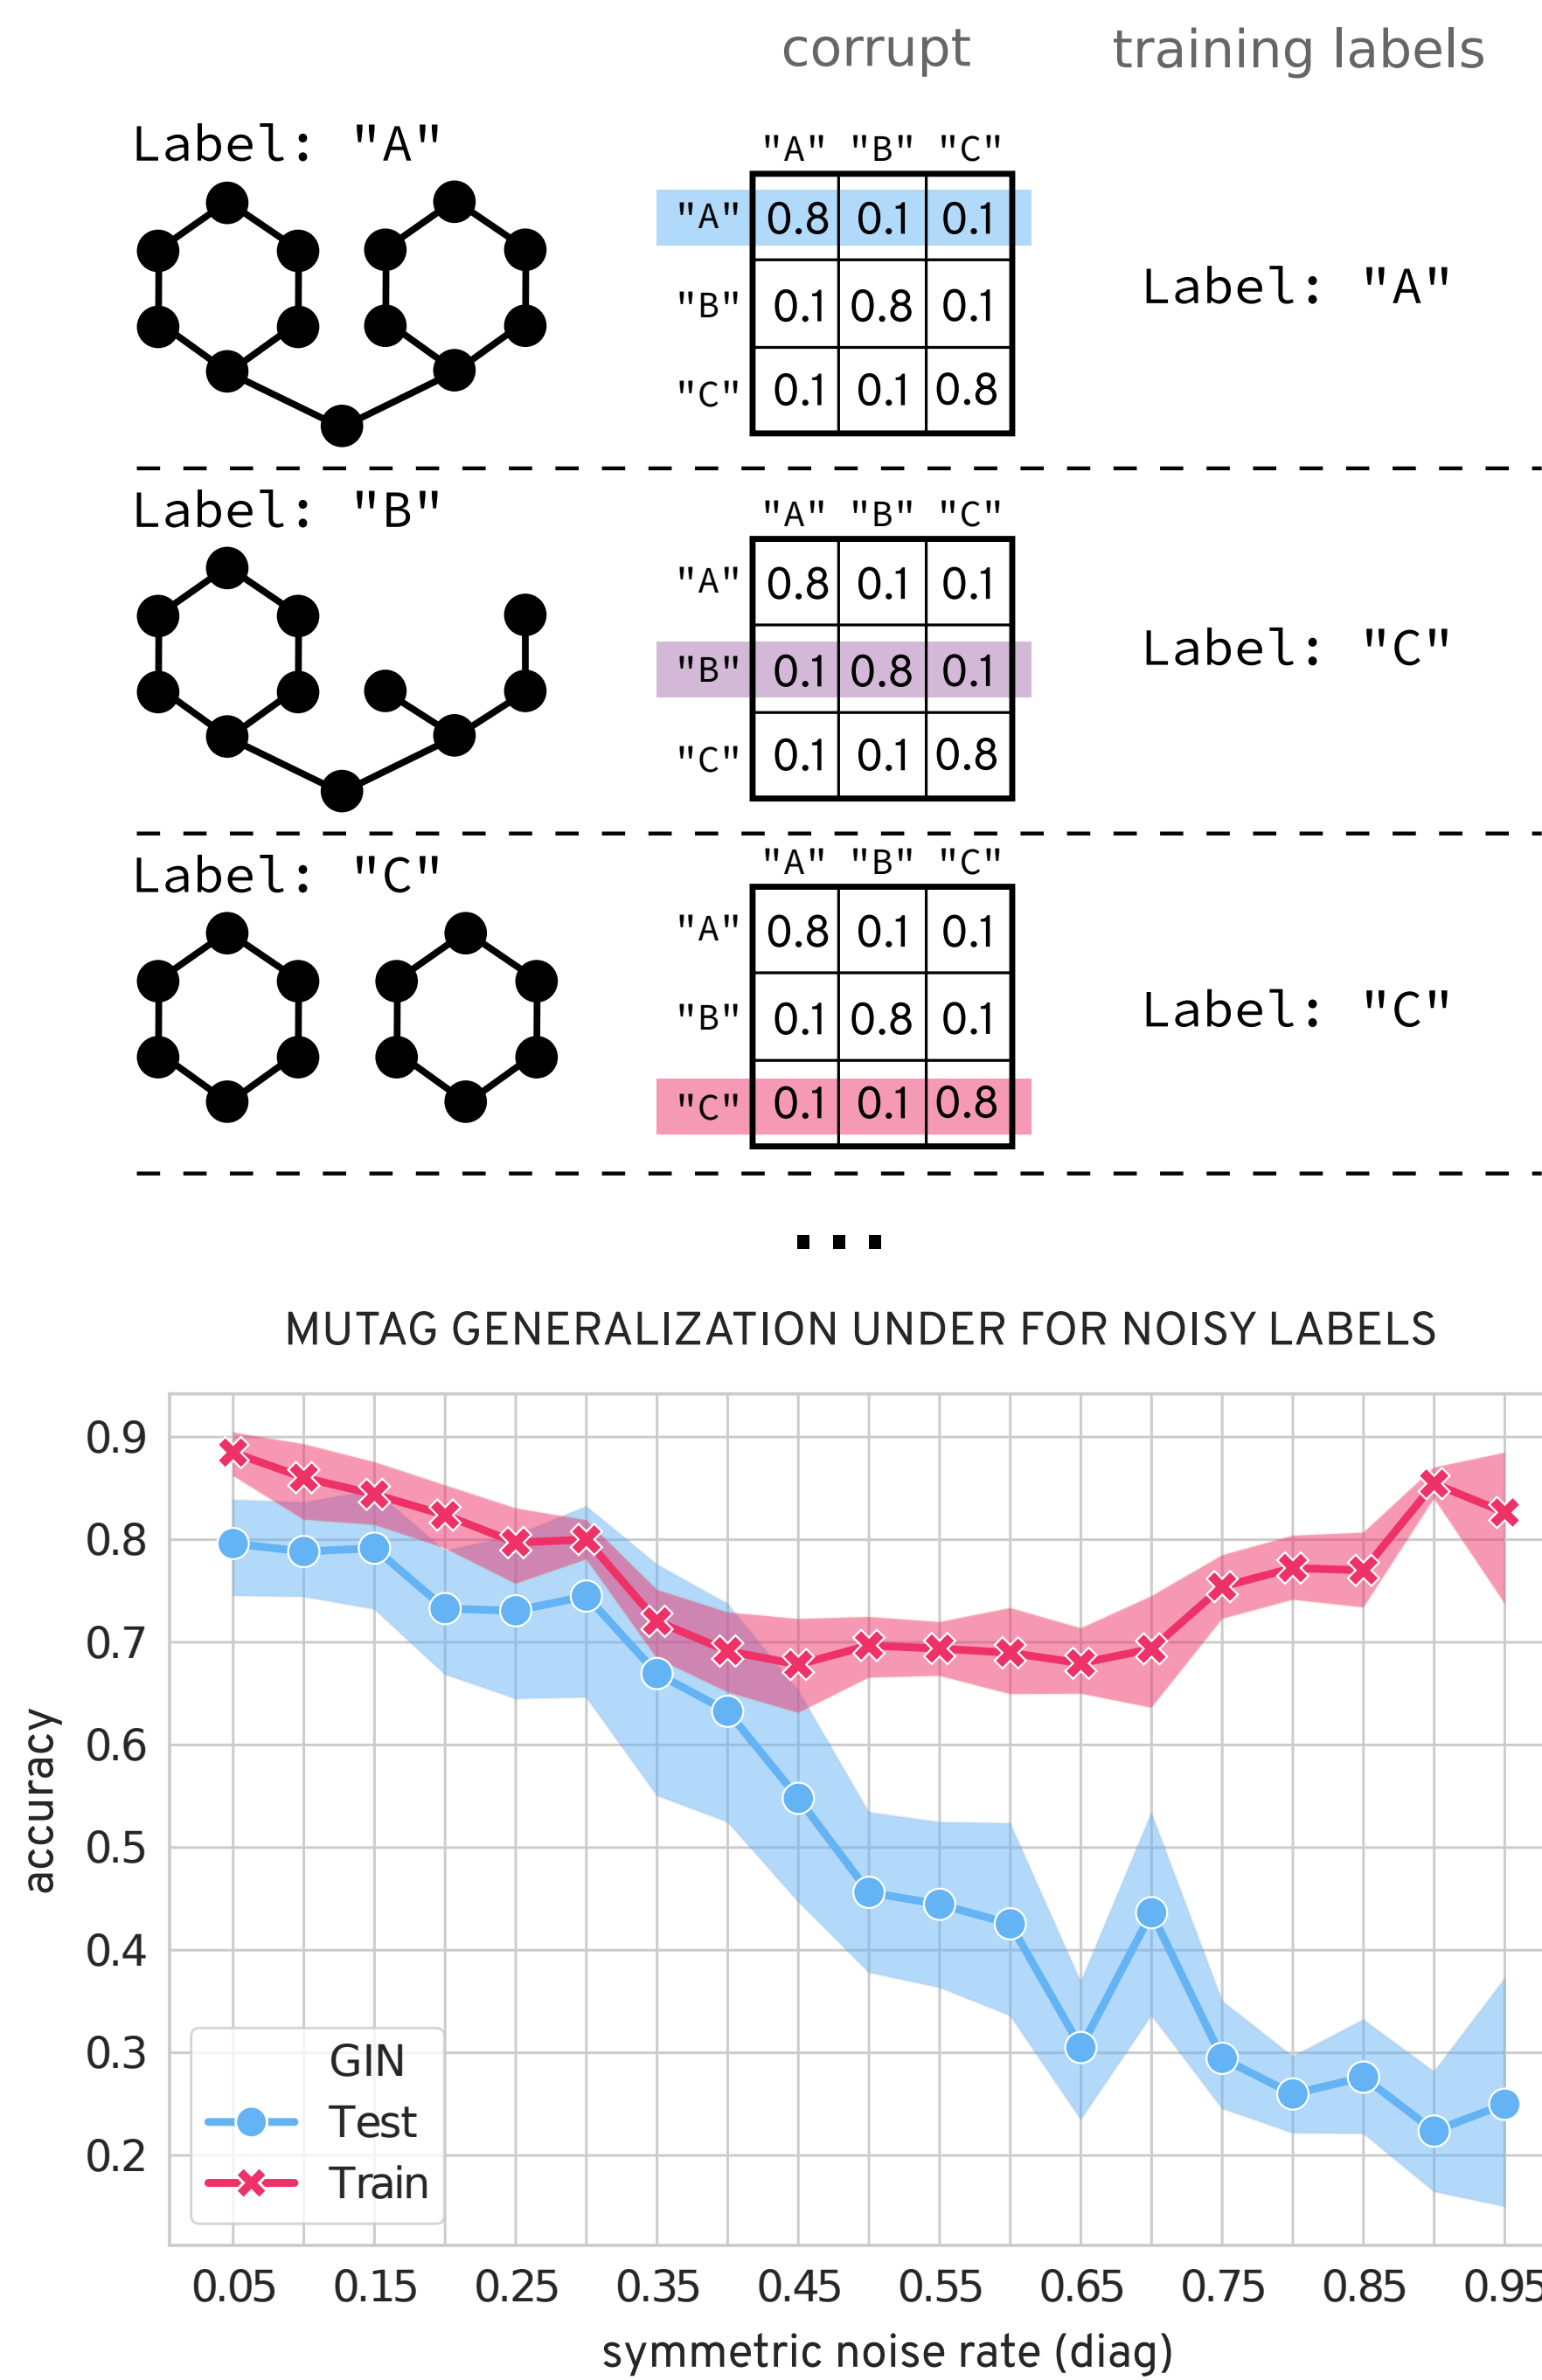 corrupt training labels
Label: "A"
"A" "B" "C"
"A" 0.8 0.1 0.1
"B" 0.1 0.8 0.1
"C" 0.1 0.1 0.8
Label: "A"
Label: "B"
"A" "B" "C"
"A" 0.8 0.1 0.1
"B" 0.1 0.8 0.1
"C" 0.1 0.1 0.8
Label: "C"
Label: "C"
"A" "B" "C"
"A" 0.8 0.1 0.1
"B" 0.1 0.8 0.1
"C" 0.1 0.1 0.8
Label: "C"
...
MUTAG GENERALIZATION UNDER FOR NOISY LABELS
accuracy
0.9
0.8
0.7
0.6
0.5
0.4
0.3
0.2
GIN
Test
Train
0.05 0.15 0.25 0.35 0.45 0.55 0.65 0.75 0.85 0.95
symmetric noise rate (diag)